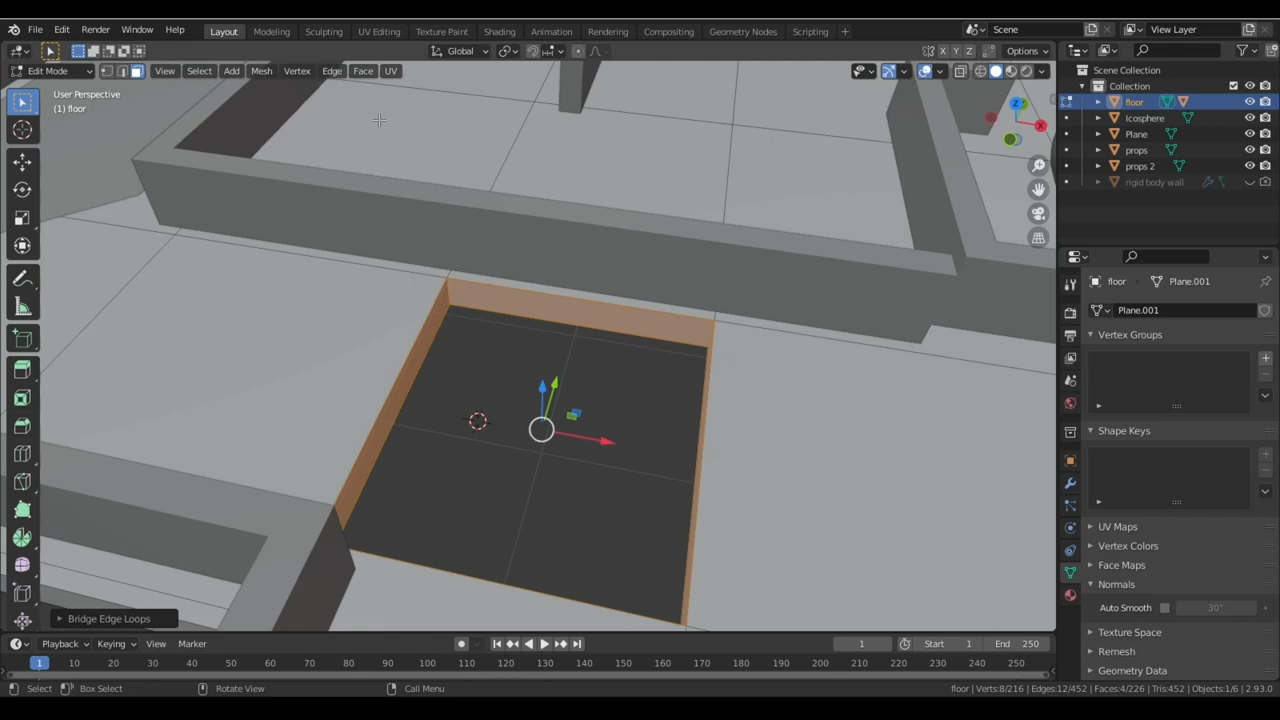 File Edit Render Window Help Layout Modeling Sculpting UV Editing Texture Paint Shading Animation Rendering Compositing Geometry Nodes Scripting + Scene View Layer
Global X Y Z Options
Edit Mode View Select Add Mesh Vertex Edge Face UV
Scene Collection
Collection
floor
Icosphere
Plane
props
props 2
rigid body wall
User Perspective
(1) floor
Z
X
floor Plane.001
Plane.001
Vertex Groups
Shape Keys
UV Maps
Vertex Colors
Face Maps
Normals
Auto Smooth 30°
Texture Space
Remesh
Geometry Data
Bridge Edge Loops
Playback Keying View Marker 1 Start 1 End 250
1 10 20 30 40 50 60 70 80 90 100 110 120 130 140 150 160 170 180 190 200 210 220 230 240 250
Select Box Select Rotate View Call Menu floor | Verts:8/216 | Edges:12/452 | Faces:4/226 | Tris:452 | Objects:1/6 | 2.93.0